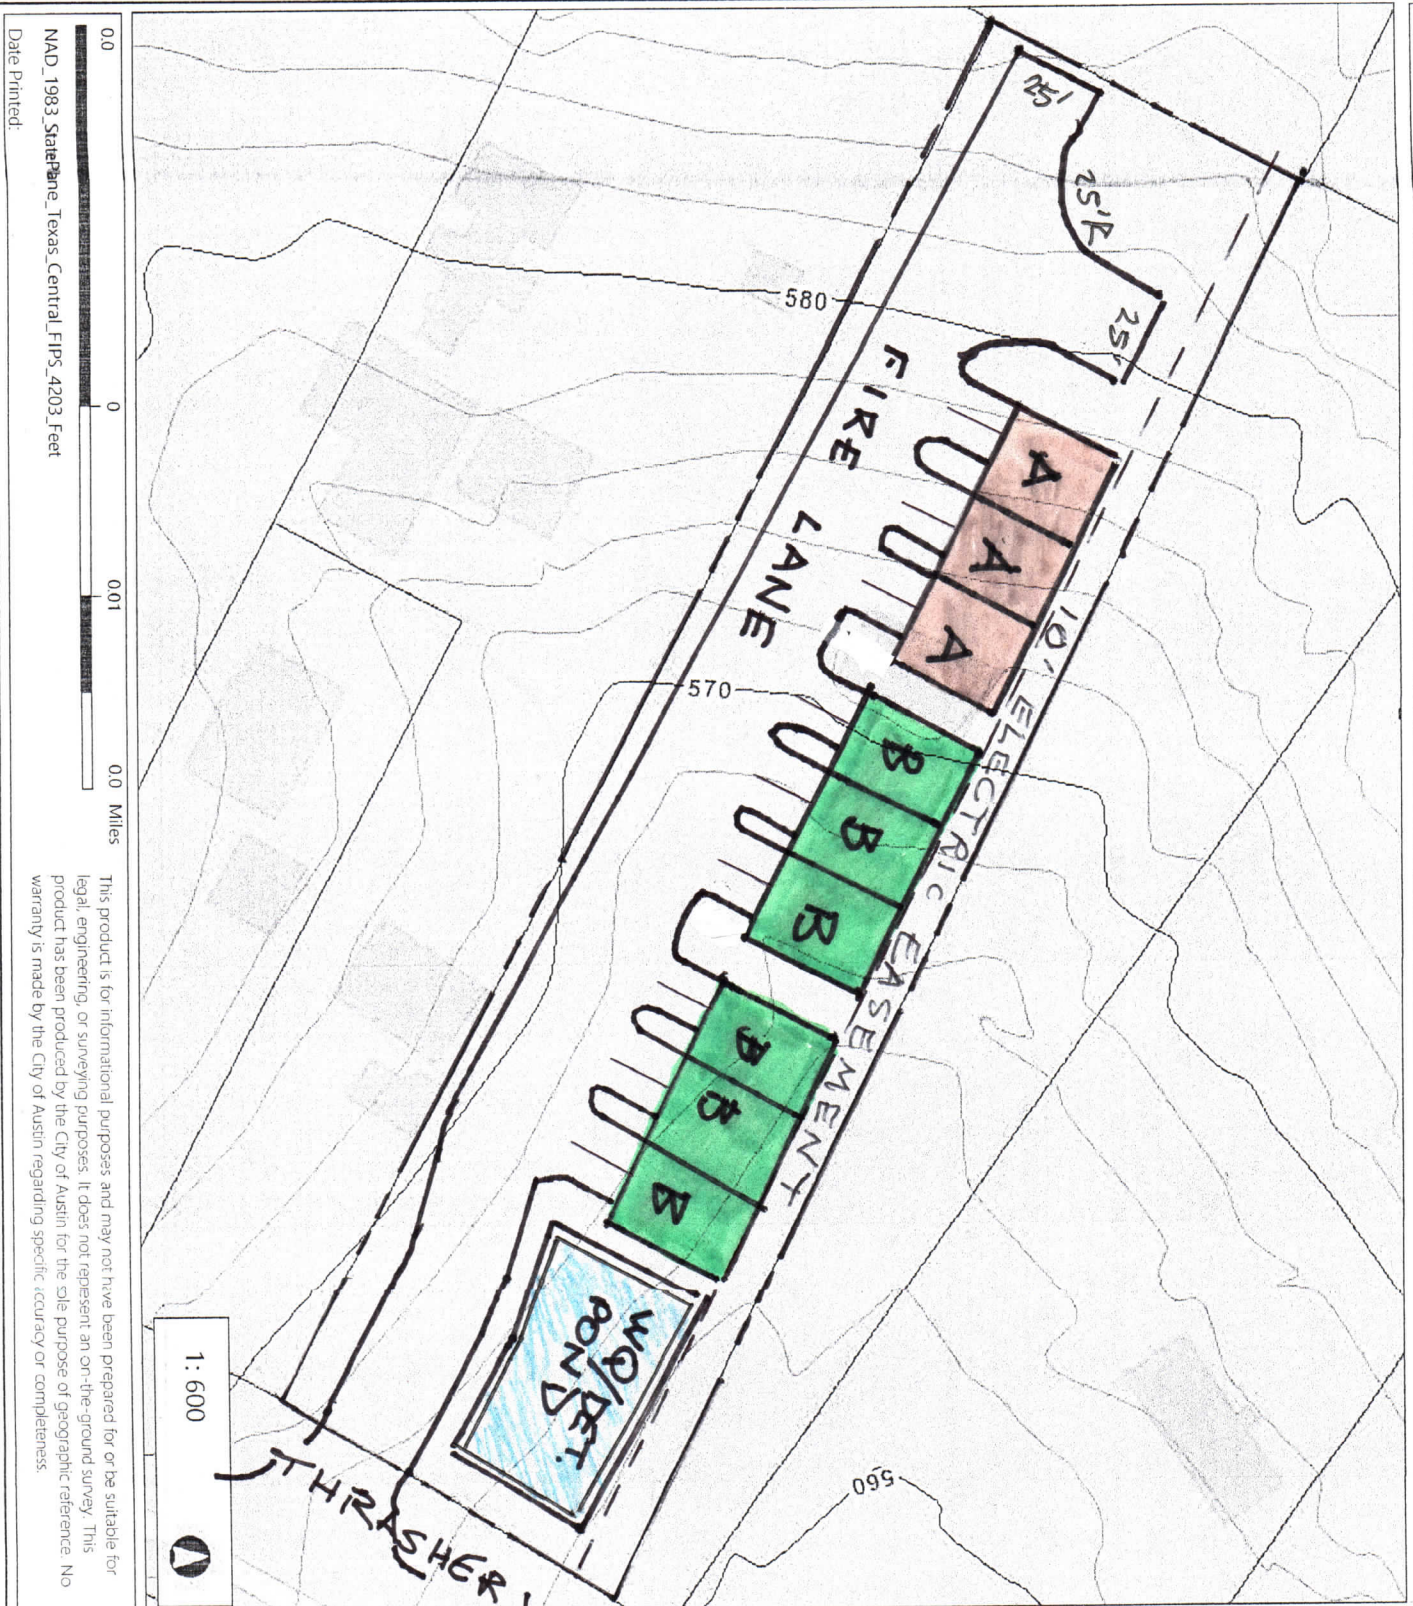 25'
25'R
25'
580
FIRE LANE
A
A
A
10' ELECTRIC EASEMENT
570
B
B
B
B
B
B
WQ/DET.
POND
560
THRASHER
1: 600
0.0
0
0.01
0.0 Miles
NAD_1983_StatePlane_Texas_Central_FIPS_4203_Feet
Date Printed:
This product is for informational purposes and may not have been prepared for or be suitable for
legal, engineering, or surveying purposes. It does not represent an on-the-ground survey. This
product has been produced by the City of Austin for the sole purpose of geographic reference. No
warranty is made by the City of Austin regarding specific accuracy or completeness.